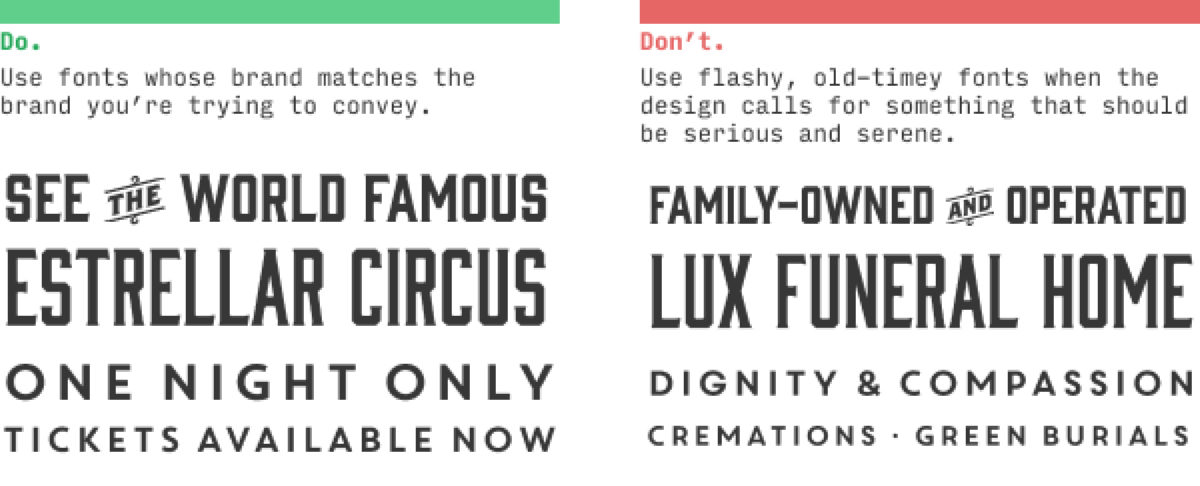 Do.
Use fonts whose brand matches the
brand you’re trying to convey.
SEE THE WORLD FAMOUS
ESTRELLAR CIRCUS
ONE NIGHT ONLY
TICKETS AVAILABLE NOW
Don’t.
Use flashy, old-timey fonts when the
design calls for something that should
be serious and serene.
FAMILY-OWNED AND OPERATED
LUX FUNERAL HOME
DIGNITY & COMPASSION
CREMATIONS · GREEN BURIALS